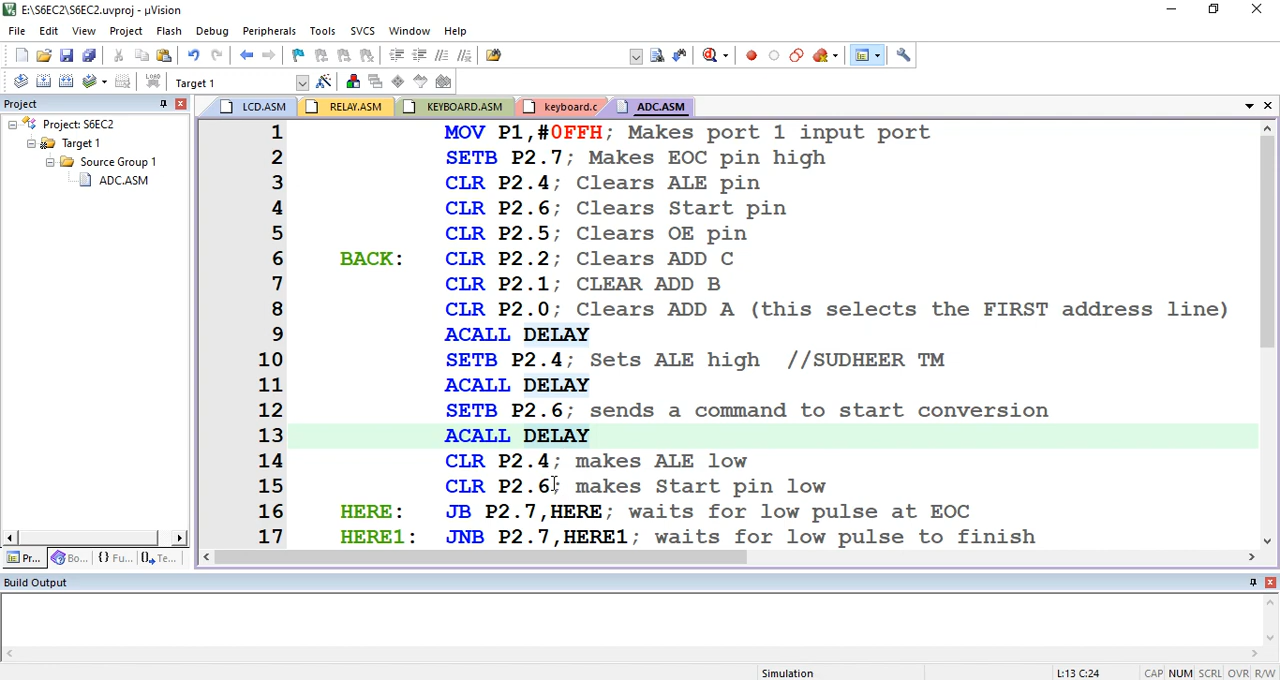 E:\S6EC2\S6EC2.uvproj - µVision
File Edit View Project Flash Debug Peripherals Tools SVCS Window Help
LOAD Target 1
Project
Project: S6EC2
Target 1
Source Group 1
ADC.ASM
LCD.ASM RELAY.ASM KEYBOARD.ASM keyboard.c ADC.ASM
1 MOV P1,#0FFH; Makes port 1 input port
2 SETB P2.7; Makes EOC pin high
3 CLR P2.4; Clears ALE pin
4 CLR P2.6; Clears Start pin
5 CLR P2.5; Clears OE pin
6 BACK: CLR P2.2; Clears ADD C
7 CLR P2.1; CLEAR ADD B
8 CLR P2.0; Clears ADD A (this selects the FIRST address line)
9 ACALL DELAY
10 SETB P2.4; Sets ALE high //SUDHEER TM
11 ACALL DELAY
12 SETB P2.6; sends a command to start conversion
13 ACALL DELAY
14 CLR P2.4; makes ALE low
15 CLR P2.6; makes Start pin low
16 HERE: JB P2.7,HERE; waits for low pulse at EOC
17 HERE1: JNB P2.7,HERE1; waits for low pulse to finish
Pr... Bo... {} Fu... Te...
Build Output
Simulation L:13 C:24 CAP NUM SCRL OVR R/W